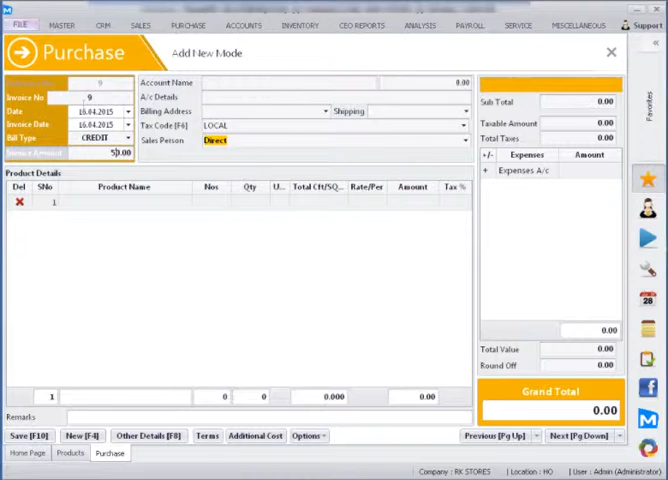 FILE MASTER CRM SALES PURCHASE ACCOUNTS INVENTORY CEO REPORTS ANALYSIS PAYROLL SERVICE MISCELLANEOUS Support
Purchase Add New Mode
9 Account Name 0.00
Invoice No 9 A/c Details
Date 16.04.2015 Billing Address Shipping
Invoice Date 16.04.2015 Tax Code [F6] LOCAL
Bill Type CREDIT Sales Person Direct
Invoice Amount 50.00
Sub Total 0.00
Taxable Amount 0.00
Total Taxes 0.00
+/- Expenses Amount
+ Expenses A/c
0.00
Total Value 0.00
Round Off 0.00
Grand Total
0.00
Product Details
Del SNo Product Name Nos Qty U... Total Cft/SQ... Rate/Per Amount Tax %
1
1 0 0 0.000 0.00
Remarks
Save [F10] New [F4] Other Details [F8] Terms Additional Cost Options Previous [Pg Up] Next [Pg Down]
Home Page Products Purchase
Company : RK STORES Location : HO User : Admin (Administrator)
Favorites
28